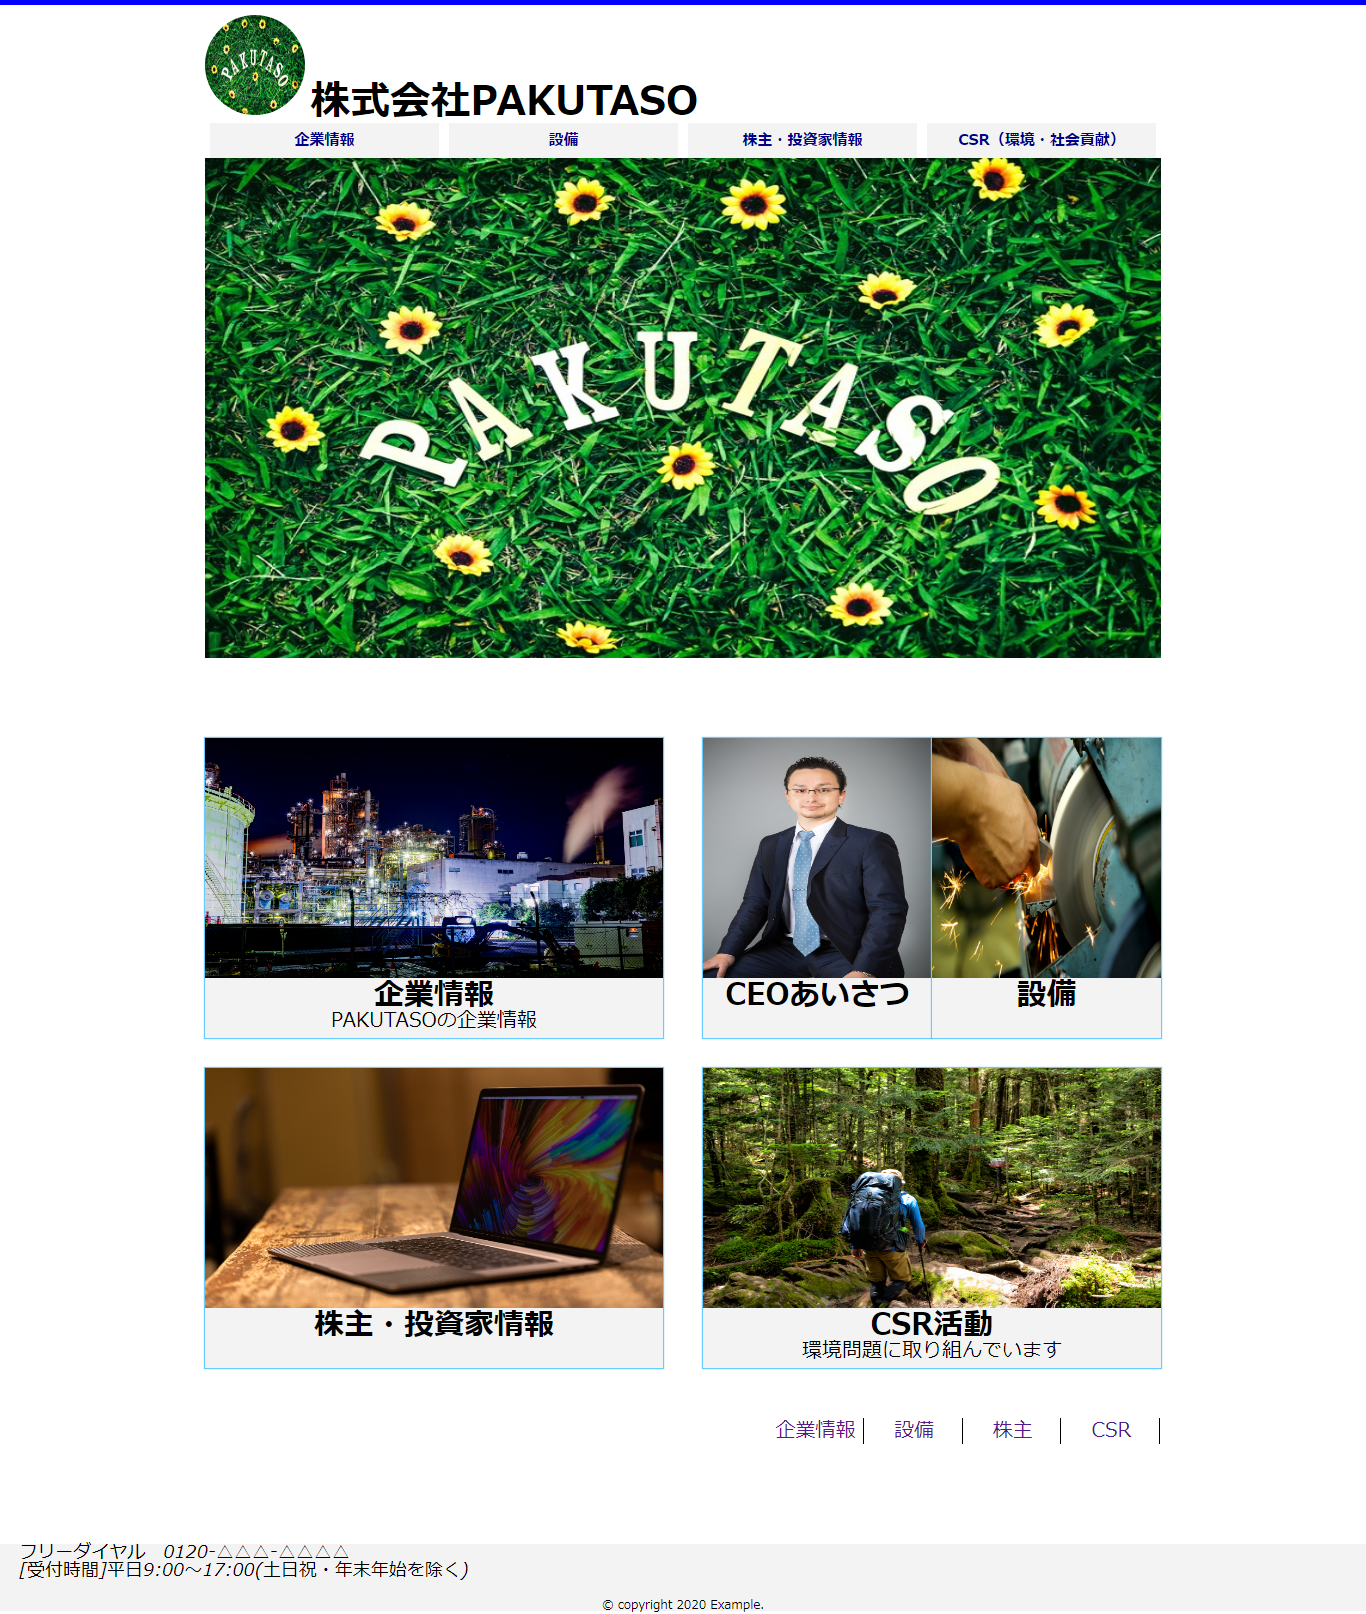 PAKUTASO
株式会社PAKUTASO
企業情報
設備
株主・投資家情報
CSR（環境・社会貢献）
PAKUTASO
企業情報
PAKUTASOの企業情報
CEOあいさつ
設備
株主・投資家情報
CSR活動
環境問題に取り組んでいます
企業情報
設備
株主
CSR
フリーダイヤル　0120-△△△-△△△△
[受付時間]平日9:00～17:00(土日祝・年末年始を除く)
© copyright 2020 Example.